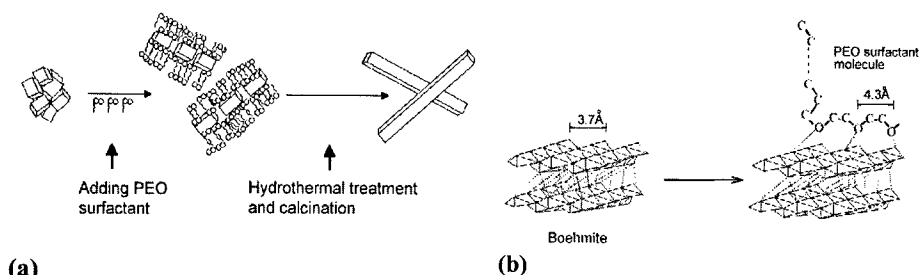 Adding PEO
surfactant
Hydrothermal treatment
and calcination
(a)
PEO surfactant
molecule
C
C
C
C
C
4.3Å
O C-C O C-C O
3.7Å
Boehmite
(b)